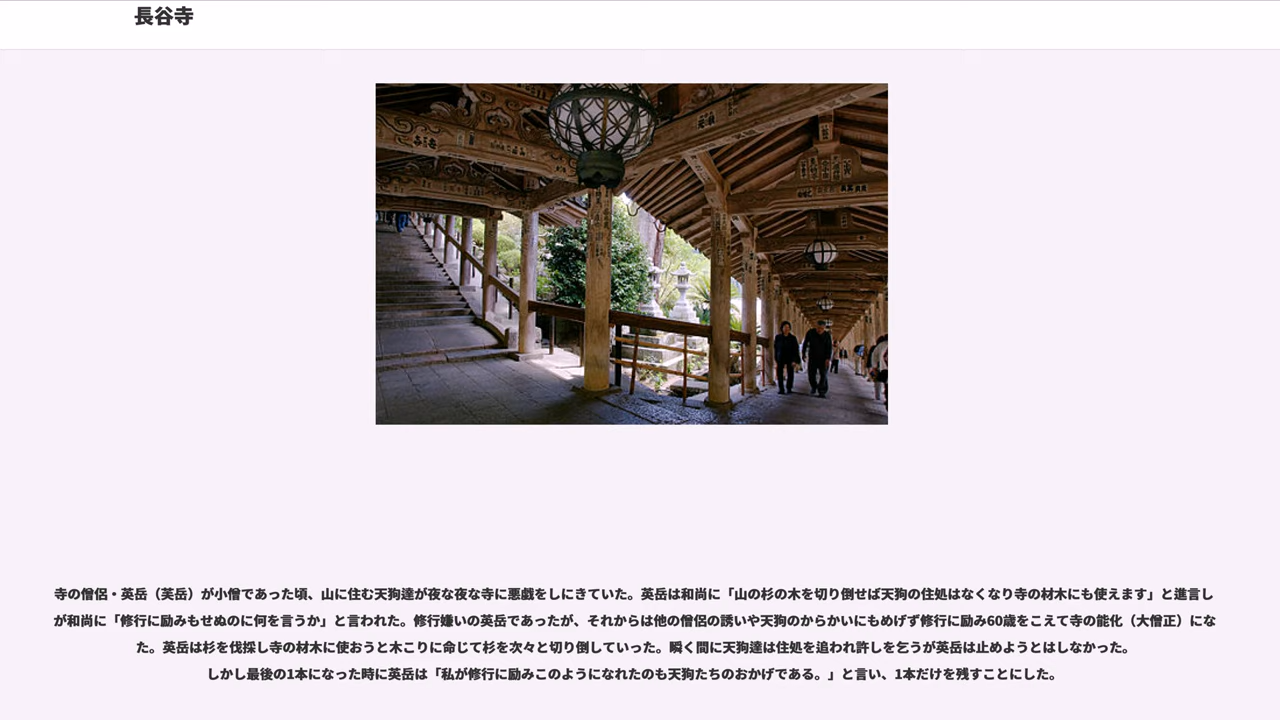 長谷寺
寺の僧侶・英岳（芙岳）が小僧であった頃、山に住む天狗達が夜な夜な寺に悪戯をしにきていた。英岳は和尚に「山の杉の木を切り倒せば天狗の住処はなくなり寺の材木にも使えます」と進言し
が和尚に「修行に励みもせぬのに何を言うか」と言われた。修行嫌いの英岳であったが、それからは他の僧侶の誘いや天狗のからかいにもめげず修行に励み60歳をこえて寺の能化（大僧正）にな
た。英岳は杉を伐採し寺の材木に使おうと木こりに命じて杉を次々と切り倒していった。瞬く間に天狗達は住処を追われ許しを乞うが英岳は止めようとはしなかった。
しかし最後の1本になった時に英岳は「私が修行に励みこのようになれたのも天狗たちのおかげである。」と言い、1本だけを残すことにした。